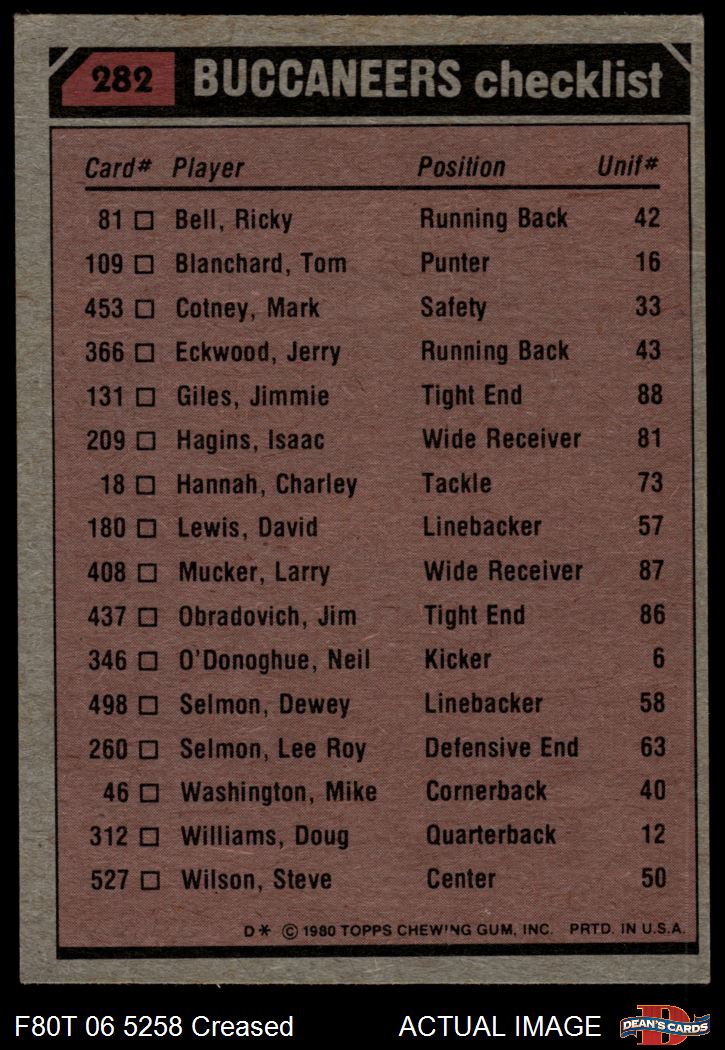 282 BUCCANEERS checklist
Card# Player Position Unif#
81 Bell, Ricky Running Back 42
109 Blanchard, Tom Punter 16
453 Cotney, Mark Safety 33
366 Eckwood, Jerry Running Back 43
131 Giles, Jimmie Tight End 88
209 Hagins, Isaac Wide Receiver 81
18 Hannah, Charley Tackle 73
180 Lewis, David Linebacker 57
408 Mucker, Larry Wide Receiver 87
437 Obradovich, Jim Tight End 86
346 O'Donoghue, Neil Kicker 6
498 Selmon, Dewey Linebacker 58
260 Selmon, Lee Roy Defensive End 63
46 Washington, Mike Cornerback 40
312 Williams, Doug Quarterback 12
527 Wilson, Steve Center 50
D* © 1980 TOPPS CHEWING GUM, INC. PRTD. IN U.S.A.
F80T 06 5258 Creased ACTUAL IMAGE D DEAN'S CARDS